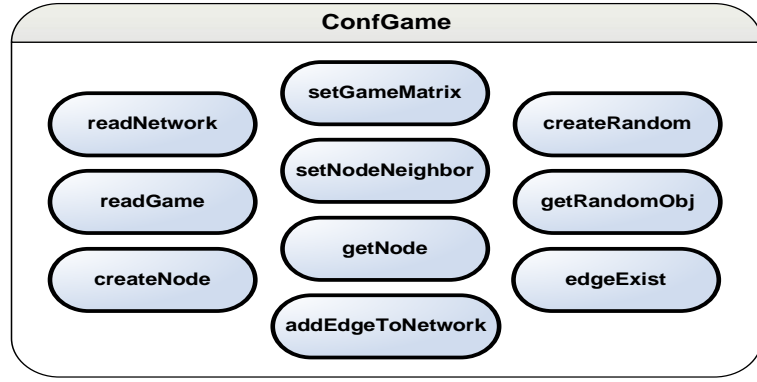 ConfGame
readNetwork
readGame
createNode
setGameMatrix
setNodeNeighbor
getNode
addEdgeToNetwork
createRandom
getRandomObj
edgeExist